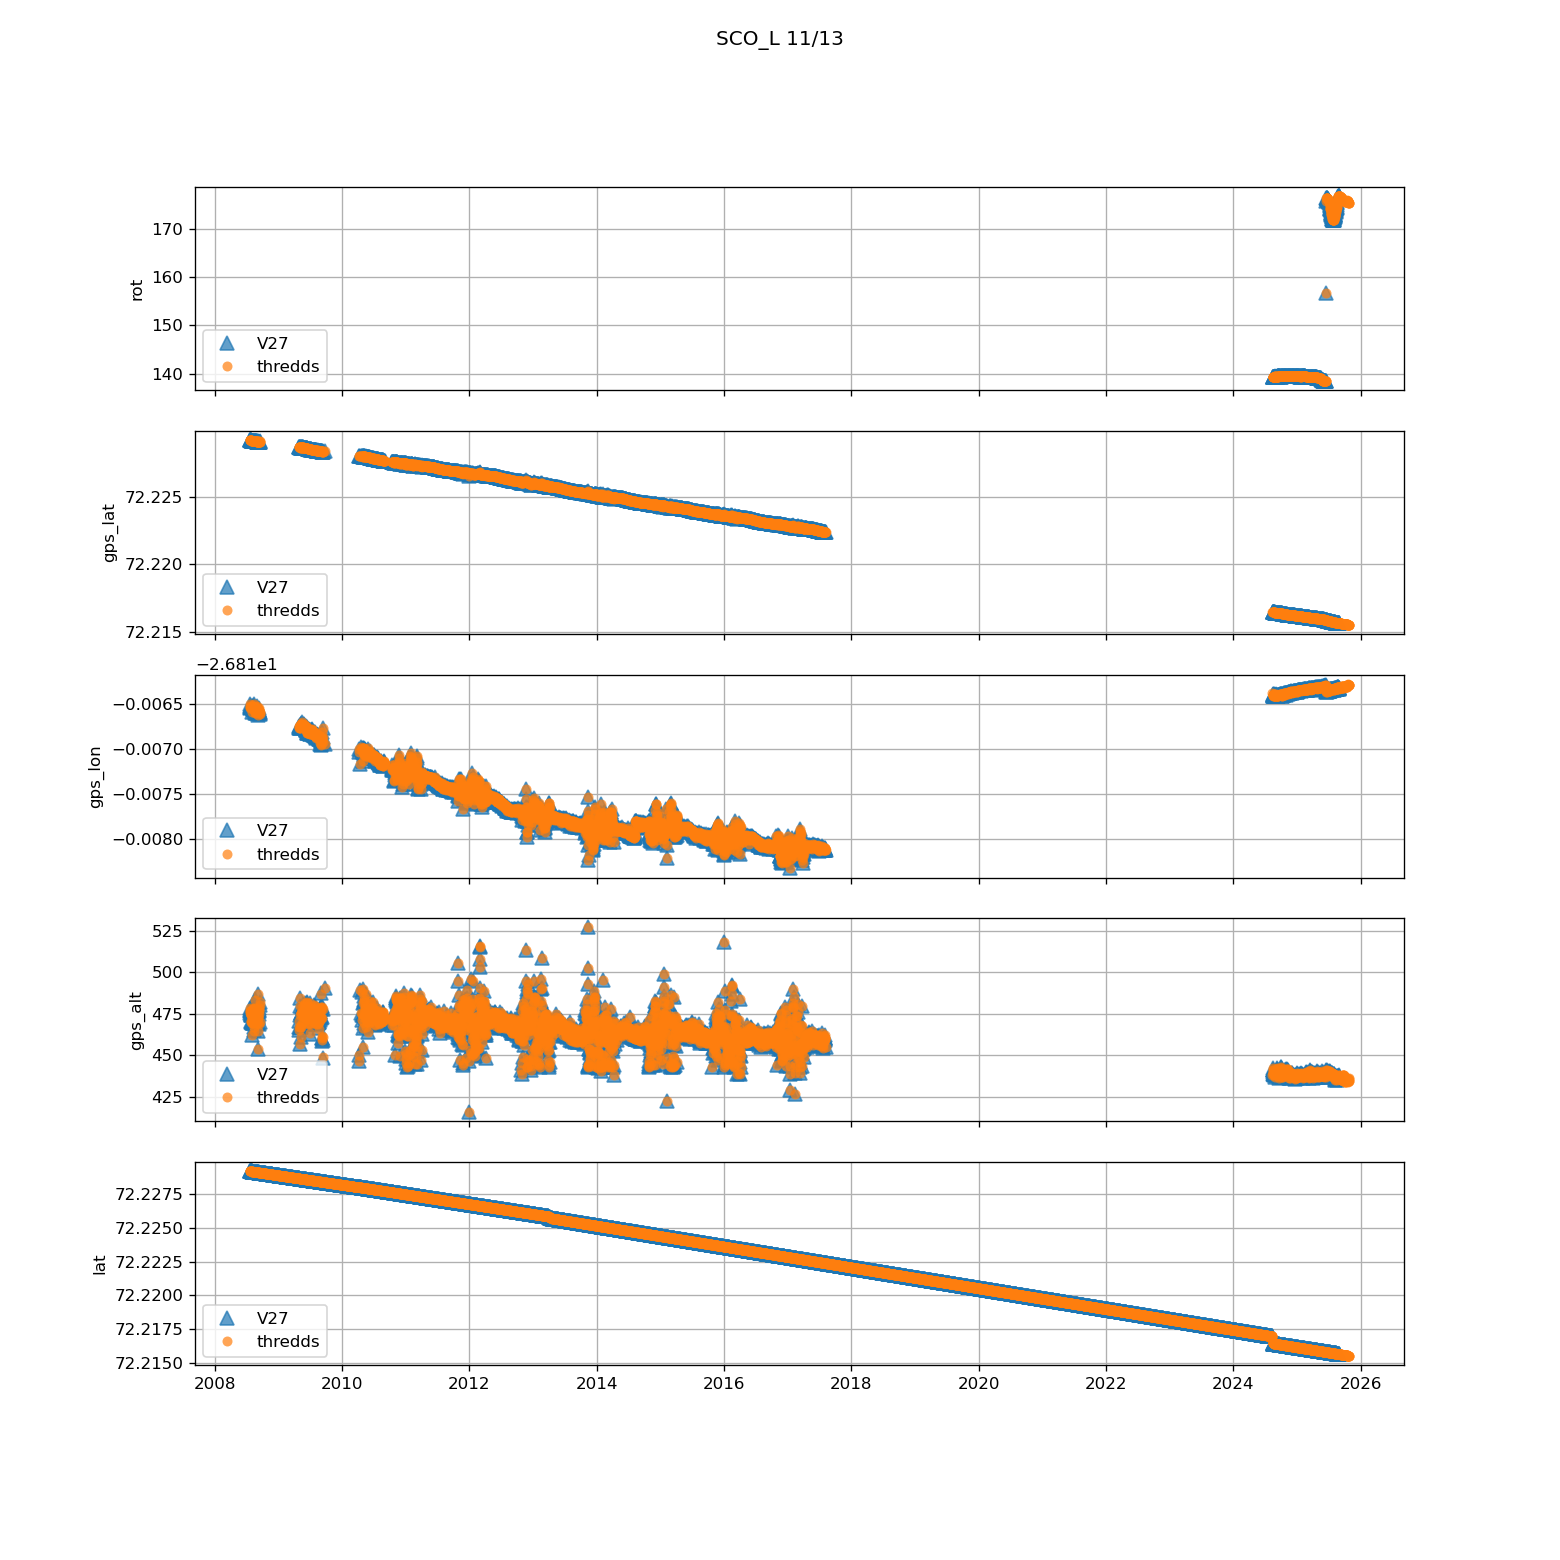 SCO_L 11/13
170
160
150
140
rot
V27
thredds
72.225
72.220
72.215
gps_lat
V27
thredds
−2.681e1
−0.0065
−0.0070
−0.0075
−0.0080
gps_lon
V27
thredds
525
500
475
450
425
gps_alt
V27
thredds
72.2275
72.2250
72.2225
72.2200
72.2175
72.2150
lat
V27
thredds
2008 2010 2012 2014 2016 2018 2020 2022 2024 2026